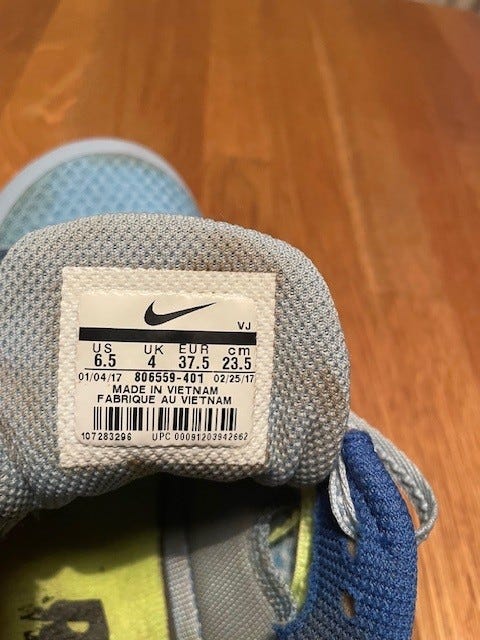 VJ
US UK EUR cm
6.5 4 37.5 23.5
01/04/17 806559-401 02/25/17
MADE IN VIETNAM
FABRIQUE AU VIETNAM
107283296 UPC 00091203942662